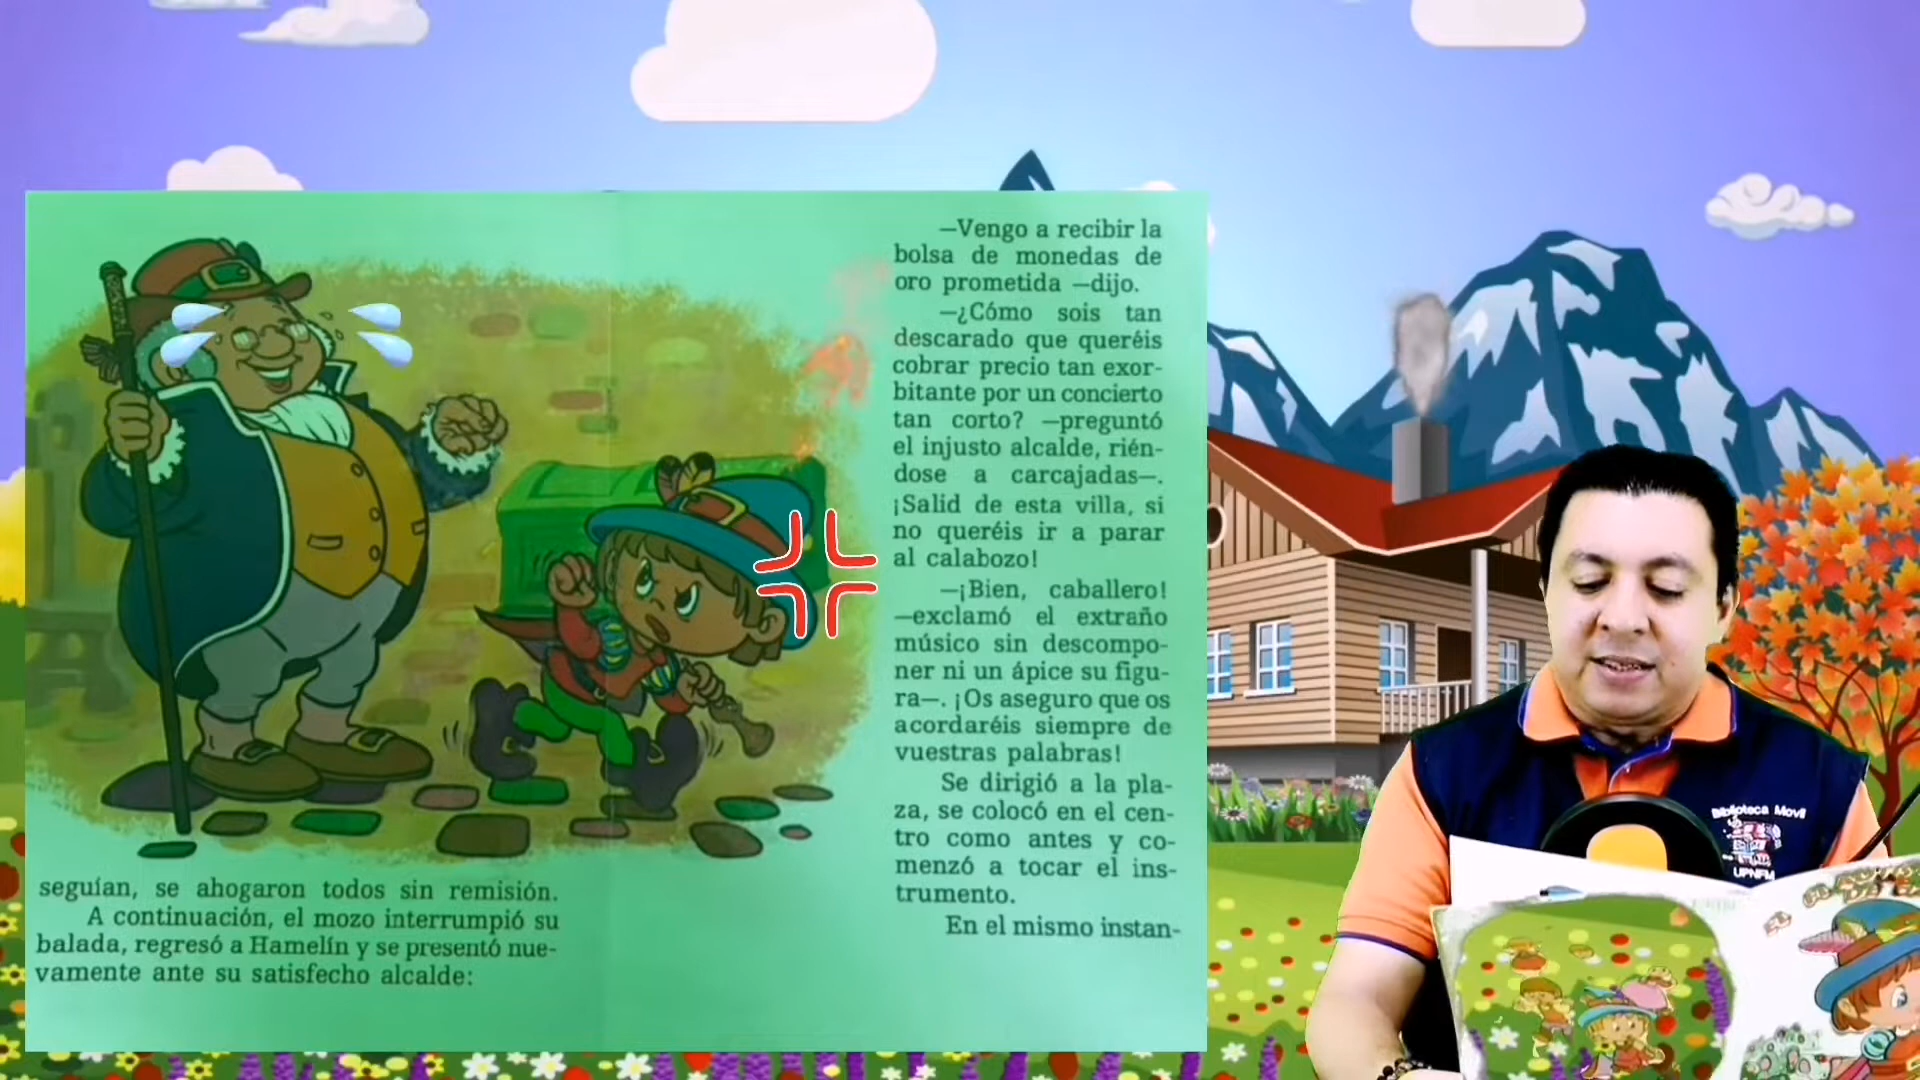 seguían, se ahogaron todos sin remisión.
A continuación, el mozo interrumpió su
balada, regresó a Hamelín y se presentó nue-
vamente ante su satisfecho alcalde:
—Vengo a recibir la
bolsa de monedas de
oro prometida —dijo.
—¿Cómo sois tan
descarado que queréis
cobrar precio tan exor-
bitante por un concierto
tan corto? —preguntó
el injusto alcalde, rién-
dose a carcajadas—.
¡Salid de esta villa, si
no queréis ir a parar
al calabozo!
—¡Bien, caballero!
—exclamó el extraño
músico sin descompo-
ner ni un ápice su figu-
ra—. ¡Os aseguro que os
acordaréis siempre de
vuestras palabras!
Se dirigió a la pla-
za, se colocó en el cen-
tro como antes y co-
menzó a tocar el ins-
trumento.
En el mismo instan-
Biblioteca Movil
UPNFM